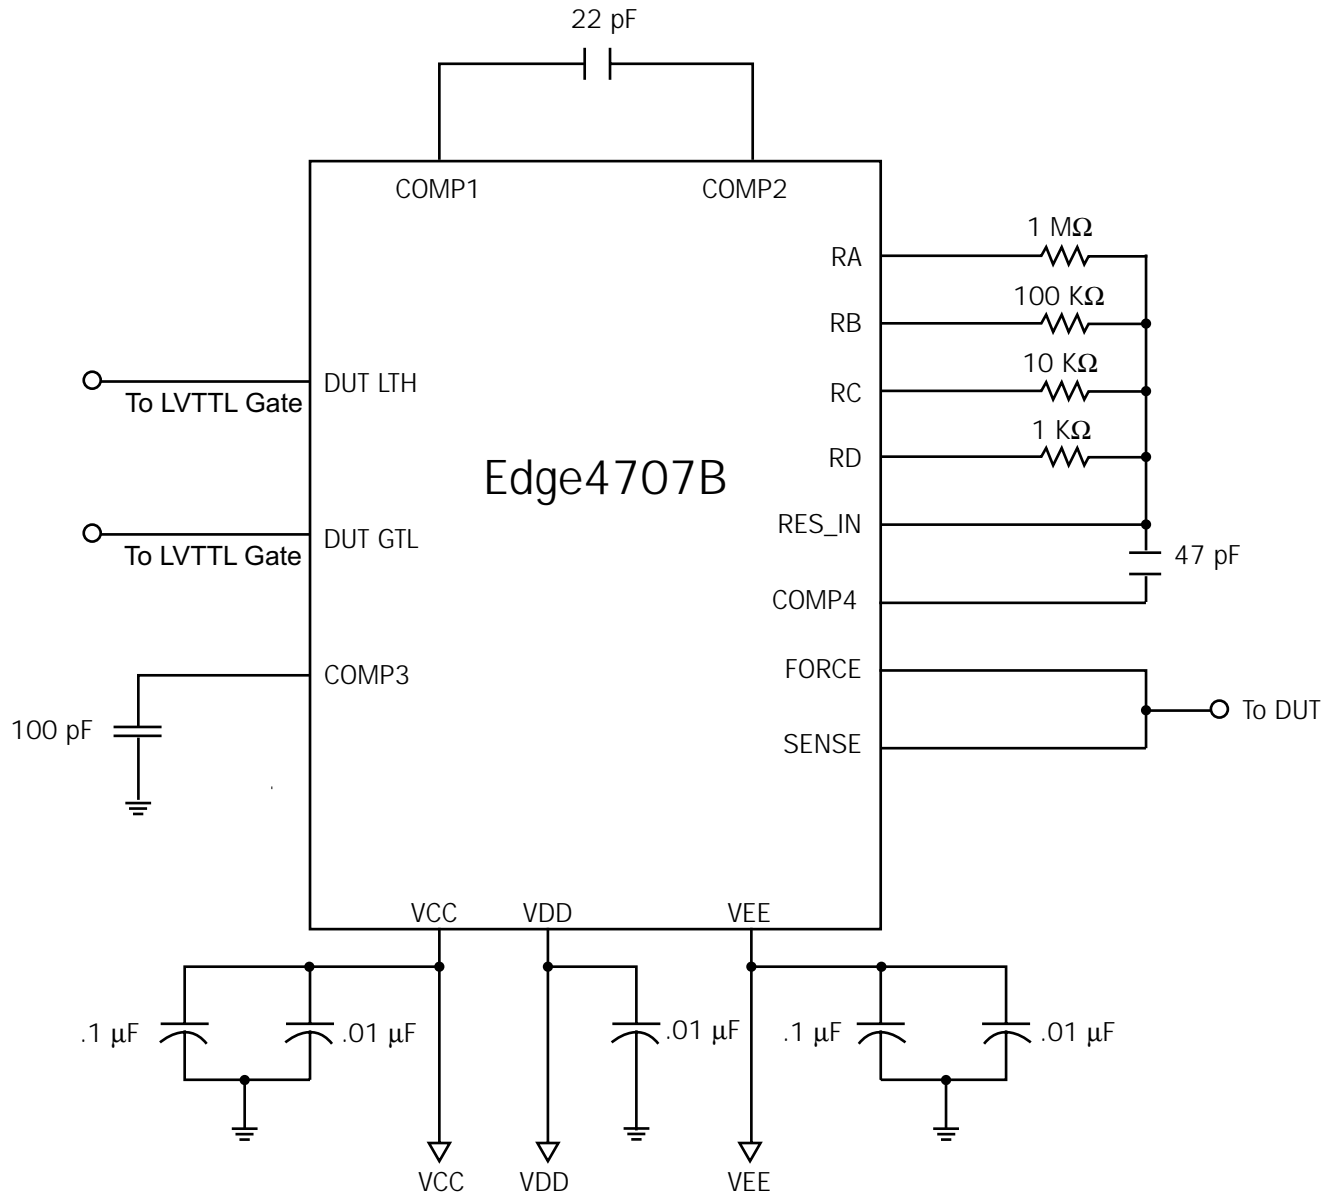 22 pF
COMP1
COMP2
1 MΩ
RA
100 KΩ
RB
10 KΩ
RC
1 KΩ
RD
DUT LTH
To LVTTL Gate
Edge4707B
RES_IN
DUT GTL
To LVTTL Gate
47 pF
COMP4
FORCE
COMP3
100 pF
To DUT
SENSE
VCC
VDD
VEE
.1 µF
.01 µF
.01 µF
.1 µF
.01 µF
VCC
VDD
VEE